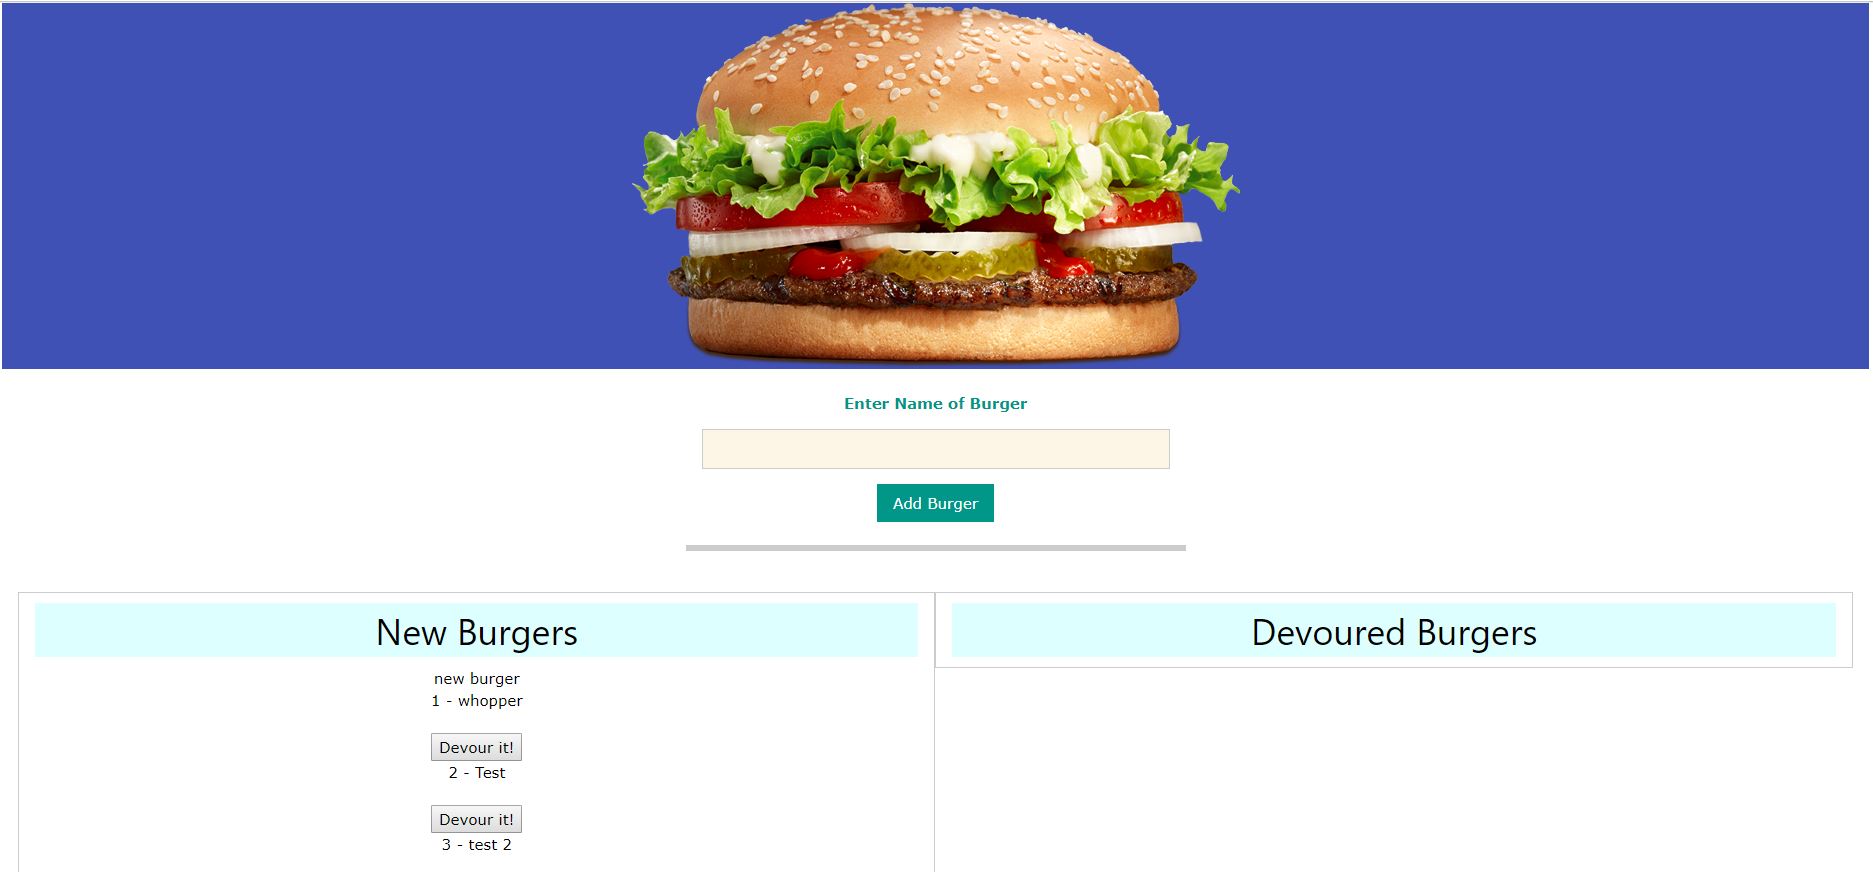 Enter Name of Burger
Add Burger
New Burgers
new burger
1 - whopper
Devour it!
2 - Test
Devour it!
3 - test 2
Devoured Burgers